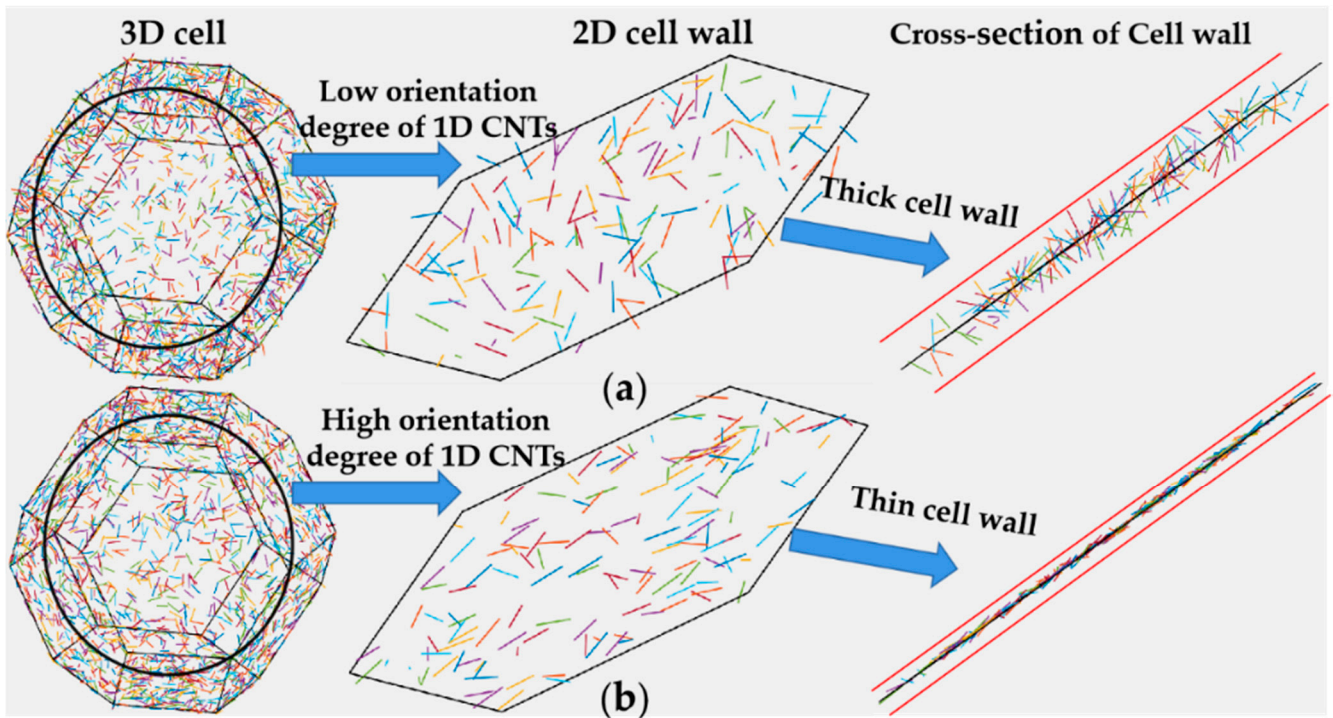 3D cell
2D cell wall
Cross-section of Cell wall
Low orientation
degree of 1D CNTs
Thick cell wall
(a)
High orientation
degree of 1D CNTs
Thin cell wall
(b)